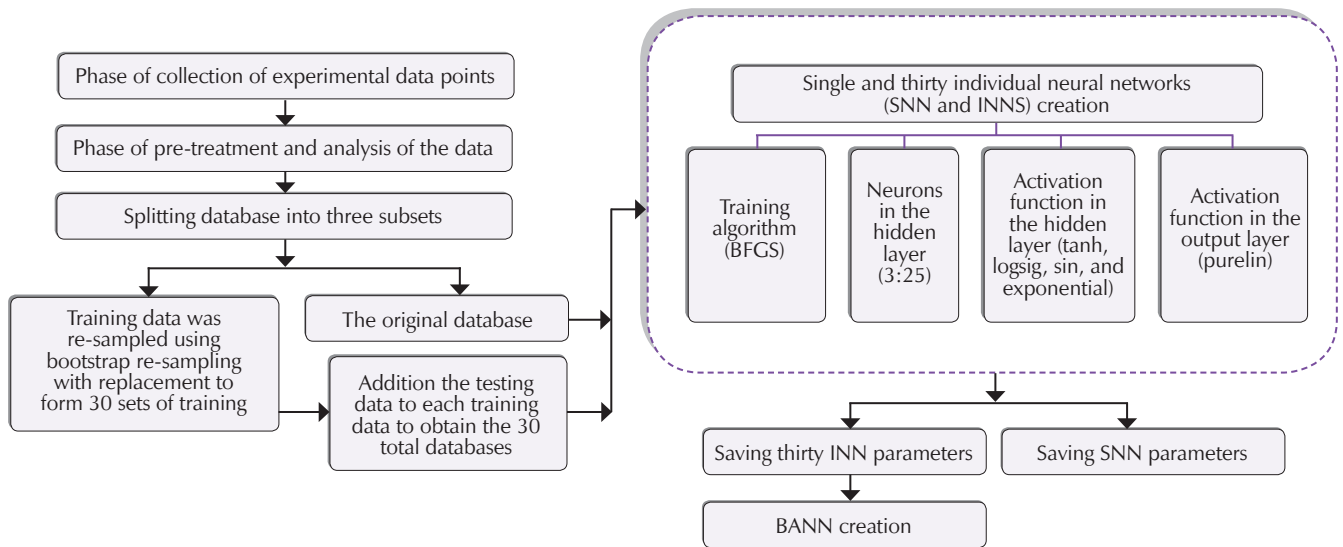 Phase of collection of experimental data points
Phase of pre-treatment and analysis of the data
Splitting database into three subsets
Training data was
re-sampled using
bootstrap re-sampling
with replacement to
form 30 sets of training
The original database
Addition the testing
data to each training
data to obtain the 30
total databases
Single and thirty individual neural networks
(SNN and INNS) creation
Training
algorithm
(BFGS)
Neurons
in the
hidden
layer
(3:25)
Activation
function in
the hidden
layer (tanh,
logsig, sin, and
exponential)
Activation
function in the
output layer
(purelin)
Saving thirty INN parameters
Saving SNN parameters
BANN creation